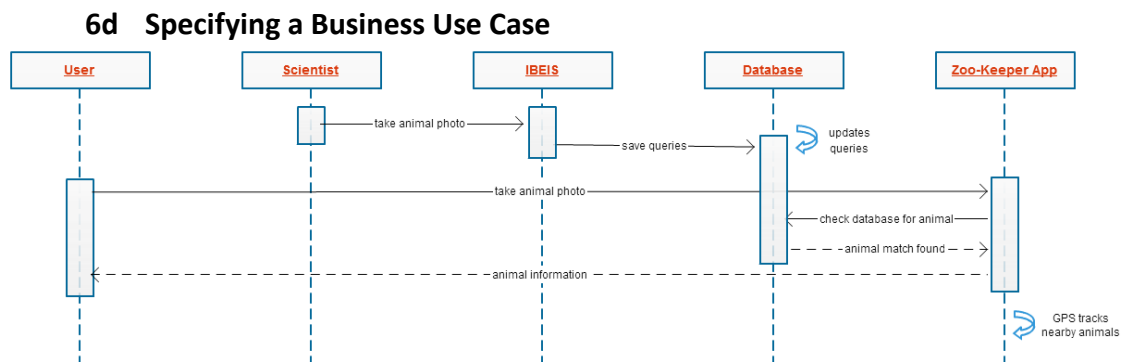 6d Specifying a Business Use Case
User
Scientist
IBEIS
Database
Zoo-Keeper App
take animal photo
save queries
updates
queries
take animal photo
check database for animal
animal match found
animal information
GPS tracks
nearby animals